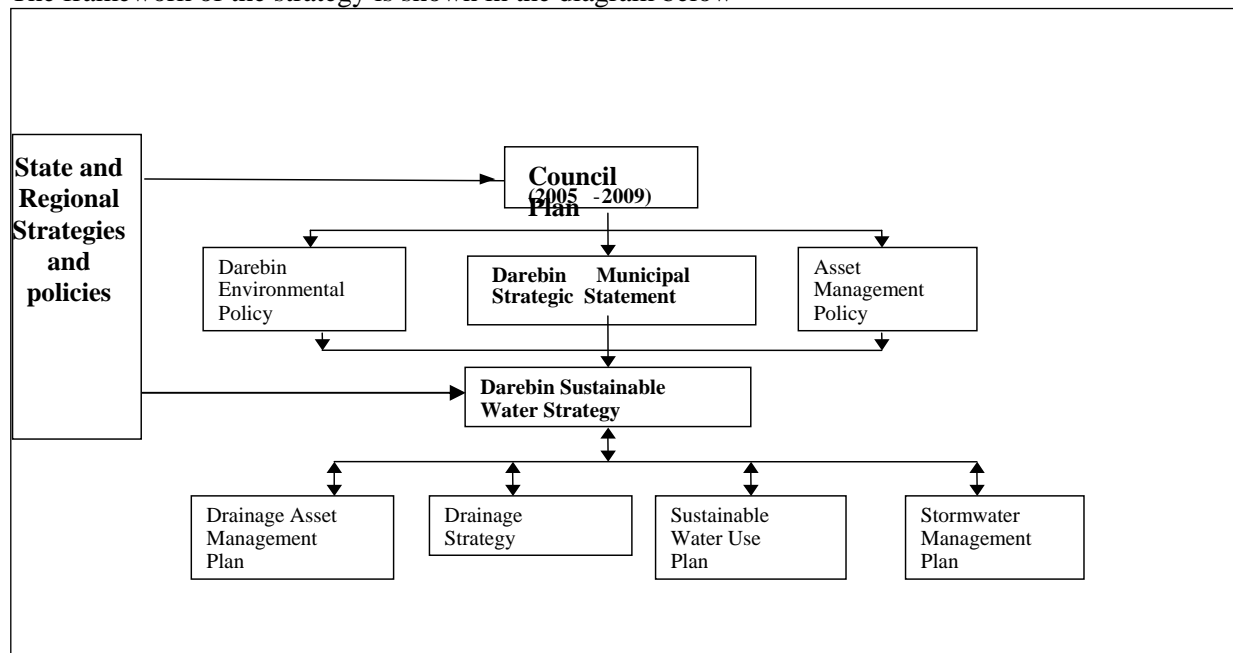 The framework of the strategy is shown in the diagram below
State and
Regional
Strategies
and
policies
Council
(2005 -2009)
Plan
Darebin
Environmental
Policy
Darebin Municipal
Strategic Statement
Asset
Management
Policy
Darebin Sustainable
Water Strategy
Drainage Asset
Management
Plan
Drainage
Strategy
Sustainable
Water Use
Plan
Stormwater
Management
Plan